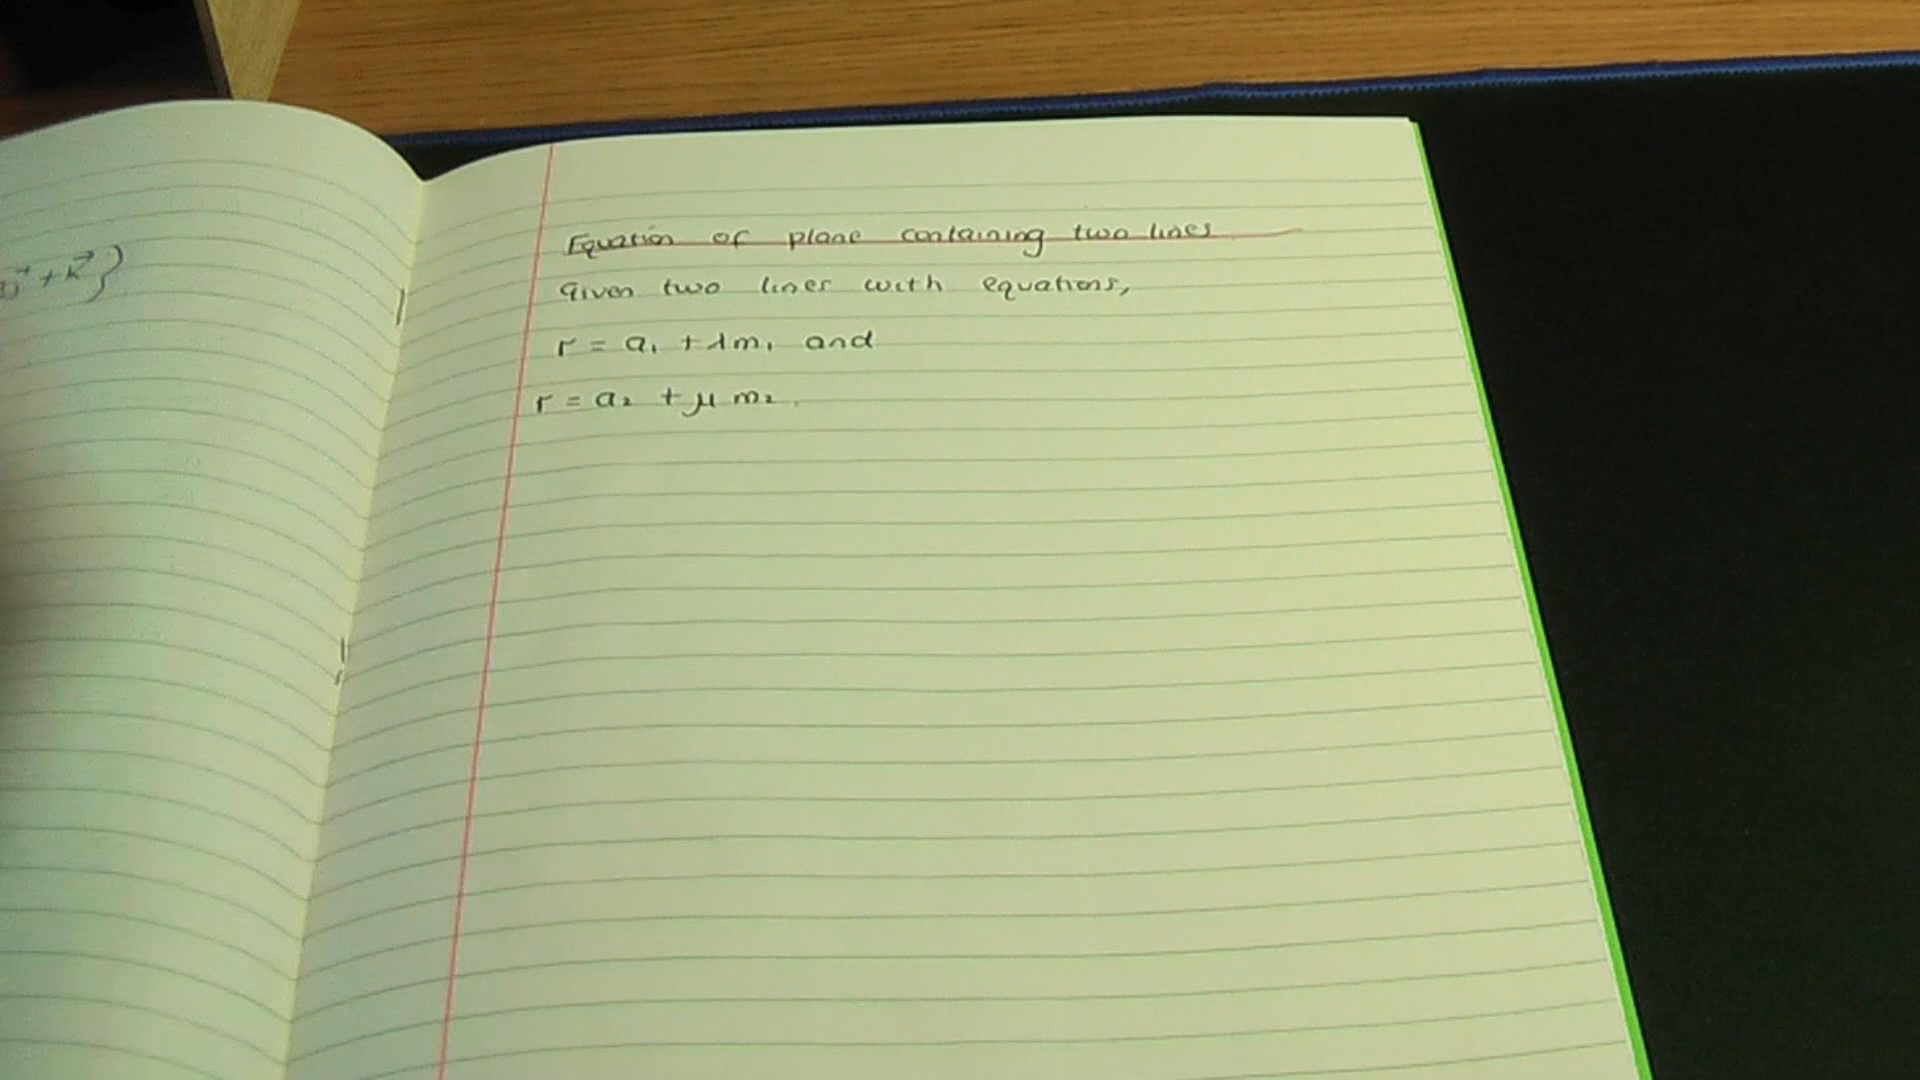 Equation of plane containing two lines
Given two lines with equations,
r = a₁ + λm₁ and
r = a₂ + μ m₂.
+ k⃗ }